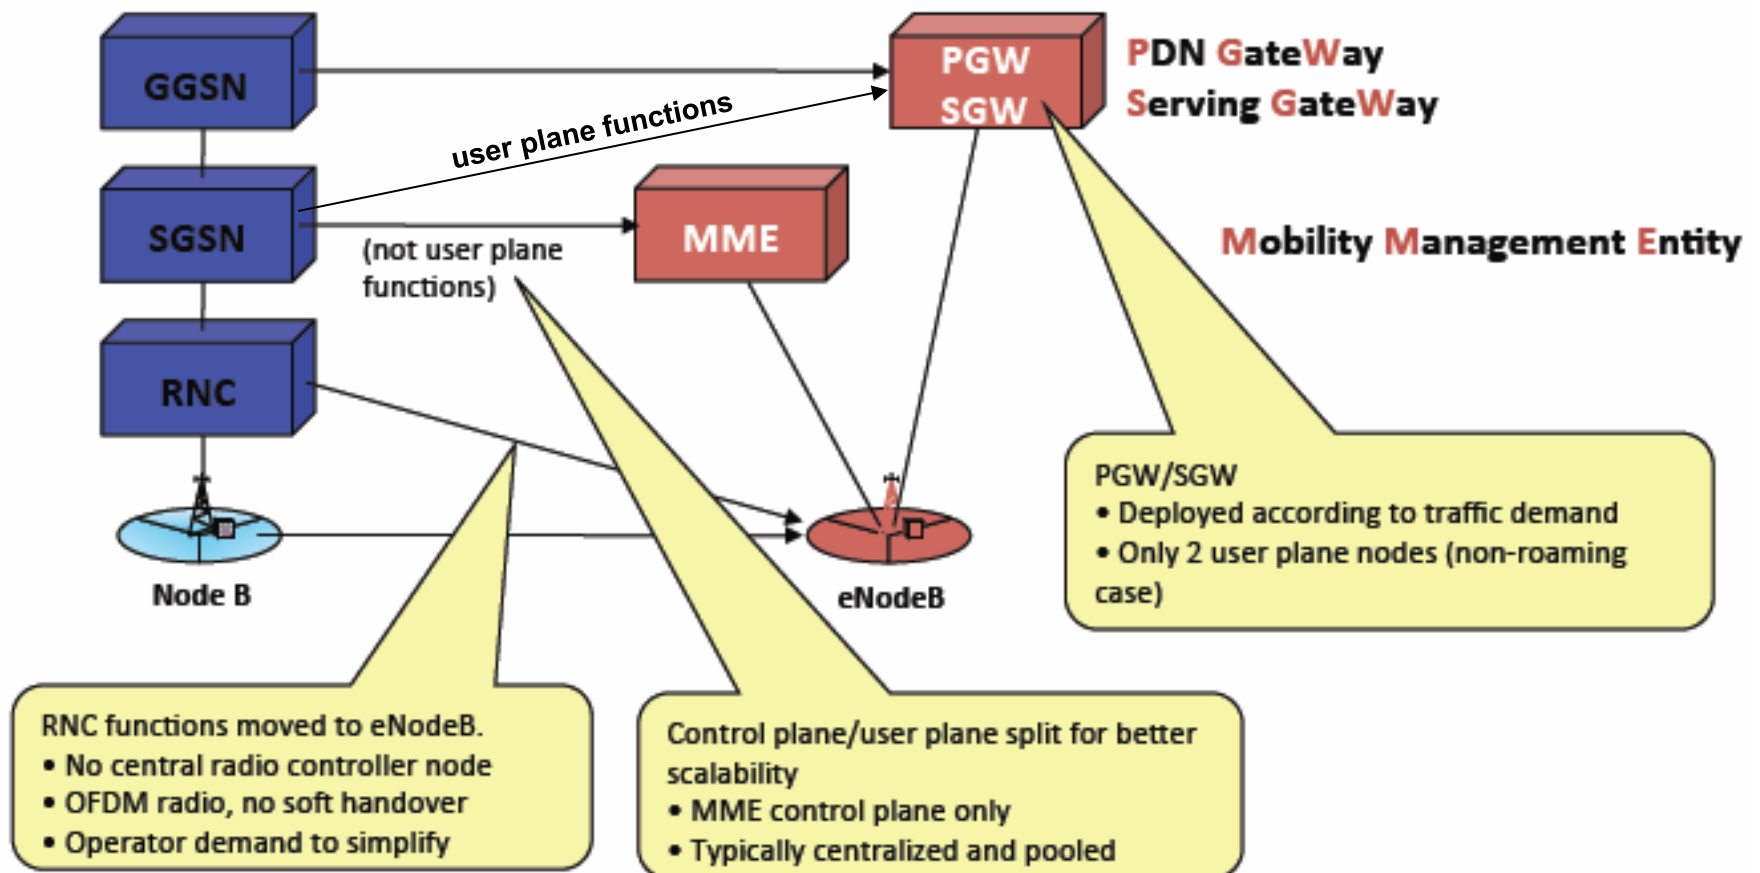 GGSN
PGW
SGW
PDN GateWay
Serving GateWay
user plane functions
SGSN
MME
(not user plane
functions)
Mobility Management Entity
RNC
Node B
eNodeB
PGW/SGW
• Deployed according to traffic demand
• Only 2 user plane nodes (non-roaming
case)
RNC functions moved to eNodeB.
• No central radio controller node
• OFDM radio, no soft handover
• Operator demand to simplify
Control plane/user plane split for better
scalability
• MME control plane only
• Typically centralized and pooled